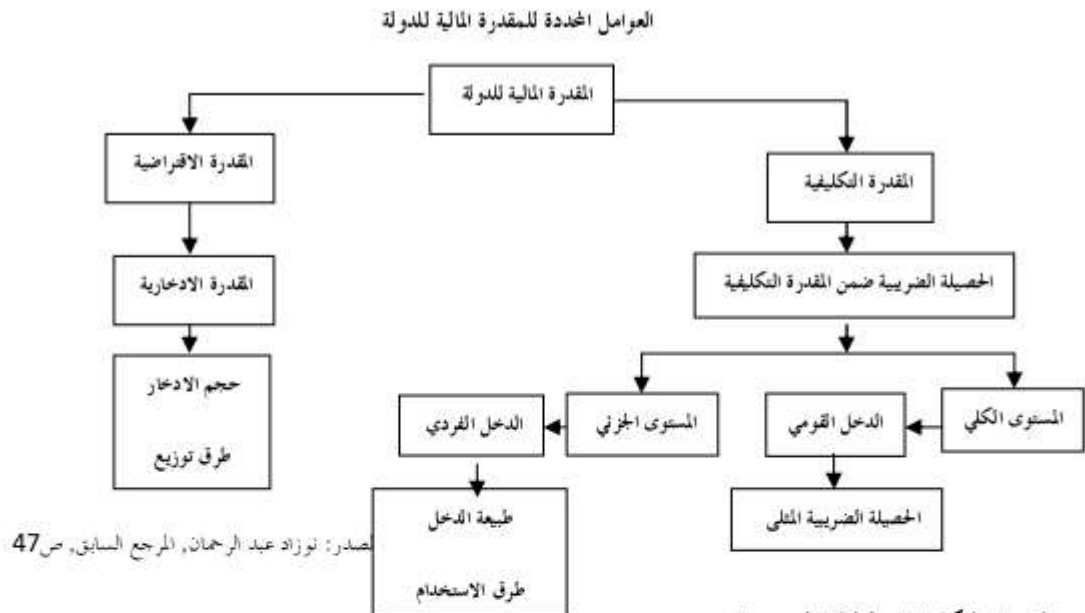 العوامل المحددة للمقدرة المالية للدولة
المقدرة المالية للدولة
المقدرة التكليفية
المقدرة الاقتراضية
الحصيلة الضريبية ضمن المقدرة التكليفية
المقدرة الادخارية
المستوى الكلي
الدخل القومي
المستوى الجزئي
الدخل الفردي
حجم الادخار
طرق توزيع
الحصيلة الضريبية المثلى
طبيعة الدخل
طرق الاستخدام
لصدر: نوزاد عبد الرحمان, المرجع السابق, ص47